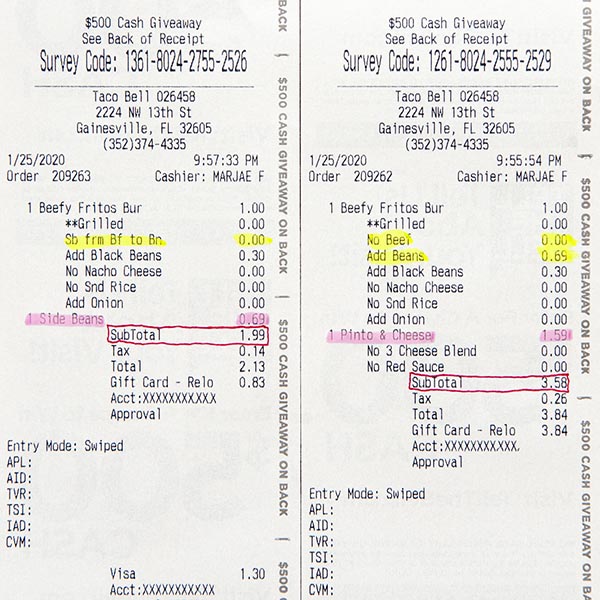 $500 Cash Giveaway
See Back of Receipt
Survey Code: 1361-8024-2755-2526
Taco Bell 026458
2224 NW 13th St
Gainesville, FL 32605
(352)374-4335
1/25/2020 9:57:33 PM
Order 209263 Cashier: MARJAE F
1 Beefy Fritos Bur 1.00
**Grilled 0.00
Sb frm Bf to Bn 0.00
Add Black Beans 0.30
No Nacho Cheese 0.00
No Snd Rice 0.00
Add Onion 0.00
1 Side Beans 0.69
SubTotal 1.99
Tax 0.14
Total 2.13
Gift Card - Relo 0.83
Acct:XXXXXXXXXXX
Approval
Entry Mode: Swiped
APL:
AID:
TVR:
TSI:
IAD:
CVM:
Visa 1.30
Acct:XXXXXXXXXXX
BACK
$500 CASH GIVEAWAY ON BACK
$500 CASH GIVEAWAY ON BACK
$500 C
$500 Cash Giveaway
See Back of Receipt
Survey Code: 1261-8024-2555-2529
Taco Bell 026458
2224 NW 13th St
Gainesville, FL 32605
(352)374-4335
1/25/2020 9:55:54 PM
Order 209262 Cashier: MARJAE F
1 Beefy Fritos Bur 1.00
**Grilled 0.00
No Beef 0.00
Add Beans 0.69
Add Black Beans 0.30
No Nacho Cheese 0.00
No Snd Rice 0.00
Add Onion 0.00
1 Pinto & Cheese 1.59
No 3 Cheese Blend 0.00
No Red Sauce 0.00
SubTotal 3.58
Tax 0.26
Total 3.84
Gift Card - Relo 3.84
Acct:XXXXXXXXXXX
Approval
Entry Mode: Swiped
APL:
AID:
TVR:
TSI:
IAD:
CVM:
$500 CASH GIVEAWAY ON BACK
$500 CASH GIVEAWAY ON BACK
$500 CASH GIVEAWAY ON